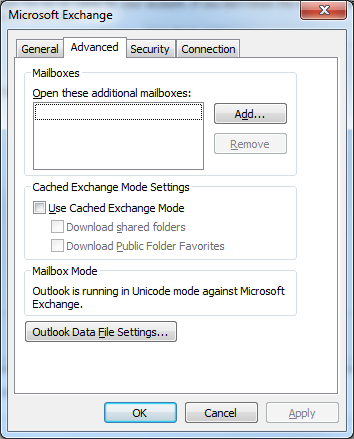 Microsoft Exchange
General Advanced Security Connection
Mailboxes
Open these additional mailboxes:
Add...
Remove
Cached Exchange Mode Settings
Use Cached Exchange Mode
Download shared folders
Download Public Folder Favorites
Mailbox Mode
Outlook is running in Unicode mode against Microsoft
Exchange.
Outlook Data File Settings...
OK Cancel Apply